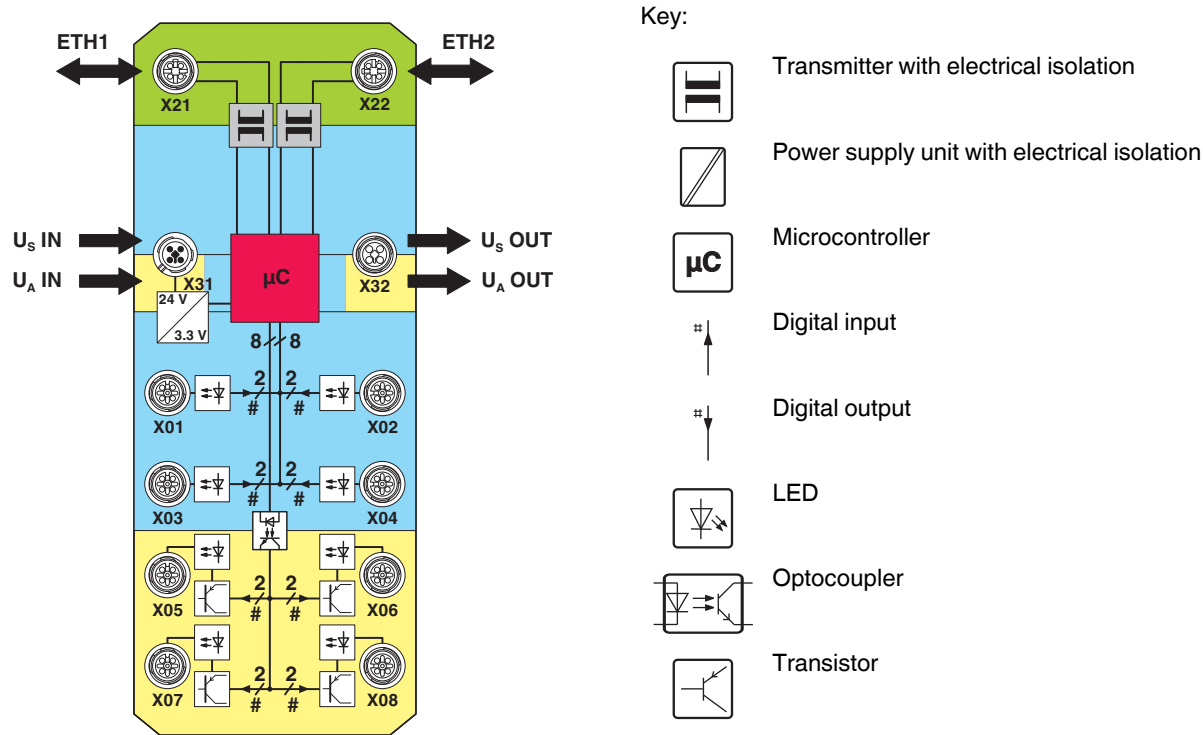 Key:
ETH1
ETH2
X21
X22
Transmitter with electrical isolation
Power supply unit with electrical isolation
US IN
US OUT
UA IN
UA OUT
X31
X32
µC
24 V
3.3 V
µC
Microcontroller
8 8
# Digital input
2 2
# #
X01
X02
# Digital output
2 2
# #
X03
X04
LED
2 2
# #
X05
X06
Optocoupler
2 2
# #
X07
X08
Transistor